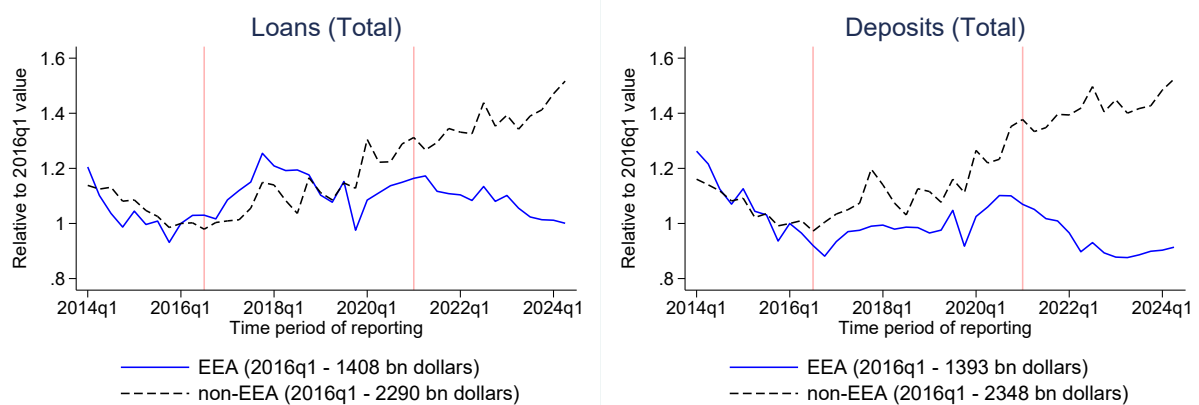 Loans (Total)
Relative to 2016q1 value
1.6
1.4
1.2
1
.8
2014q1 2016q1 2018q1 2020q1 2022q1 2024q1
Time period of reporting
EEA (2016q1 - 1408 bn dollars)
non-EEA (2016q1 - 2290 bn dollars)
Deposits (Total)
Relative to 2016q1 value
1.6
1.4
1.2
1
.8
2014q1 2016q1 2018q1 2020q1 2022q1 2024q1
Time period of reporting
EEA (2016q1 - 1393 bn dollars)
non-EEA (2016q1 - 2348 bn dollars)